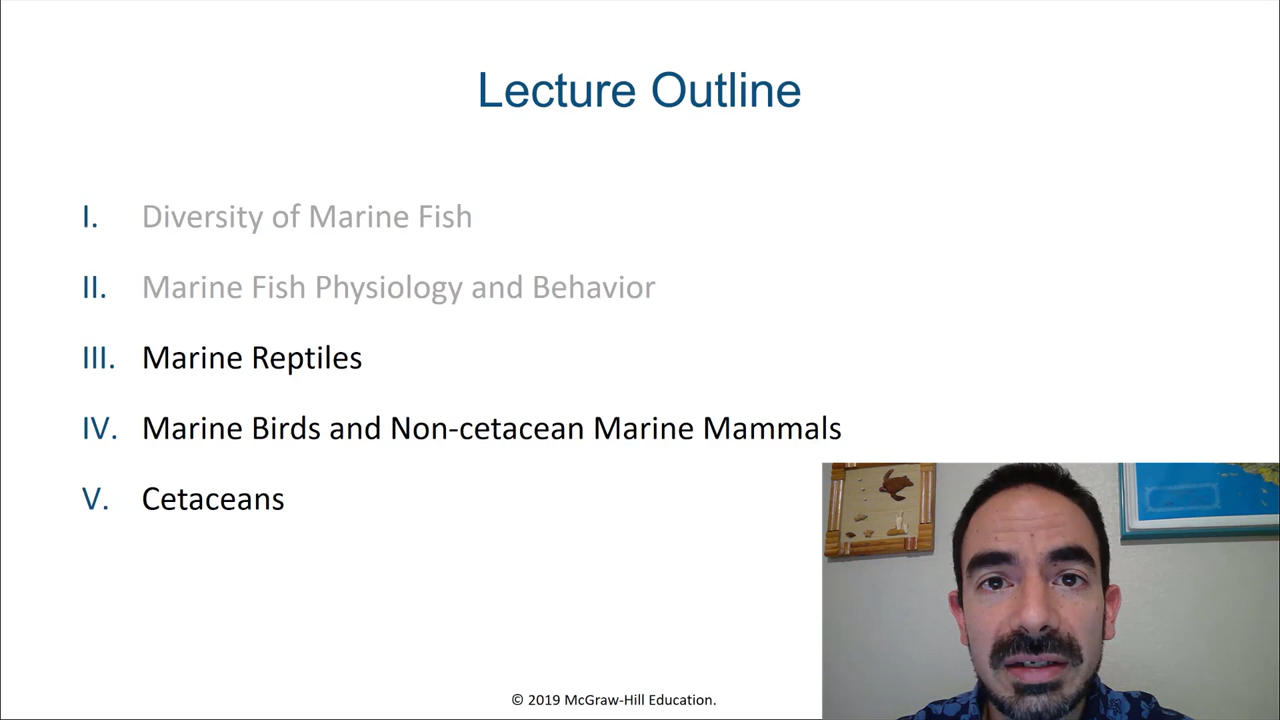 Lecture Outline
I. Diversity of Marine Fish
II. Marine Fish Physiology and Behavior
III. Marine Reptiles
IV. Marine Birds and Non-cetacean Marine Mammals
V. Cetaceans
© 2019 McGraw-Hill Education.